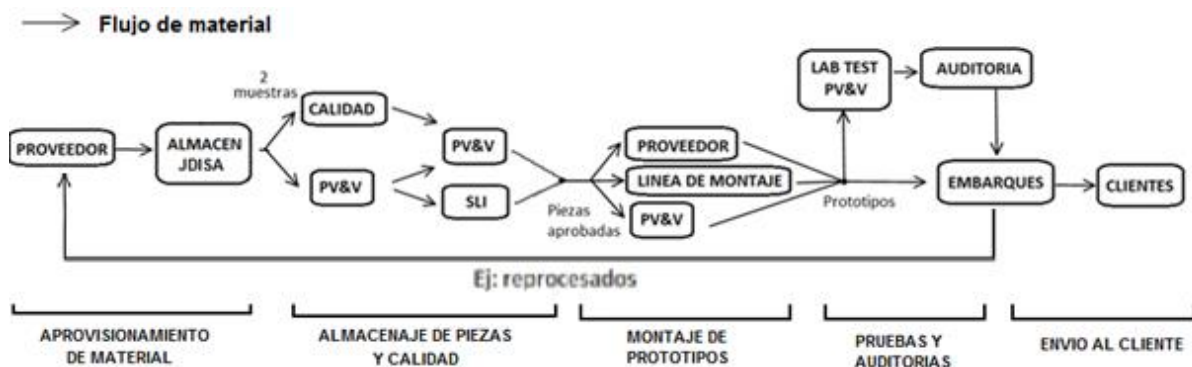 Flujo de material
2
muestras
PROVEEDOR
ALMACEN
JDISA
CALIDAD
PV&V
PV&V
SLI
Piezas
aprobadas
PROVEEDOR
LINEA DE MONTAJE
PV&V
Prototipos
LAB TEST
PV&V
AUDITORIA
EMBARQUES
CLIENTES
Ej: reprocesados
APROVISIONAMIENTO
DE MATERIAL
ALMACENAJE DE PIEZAS
Y CALIDAD
MONTAJE DE
PROTOTIPOS
PRUEBAS Y
AUDITORIAS
ENVIO AL CLIENTE